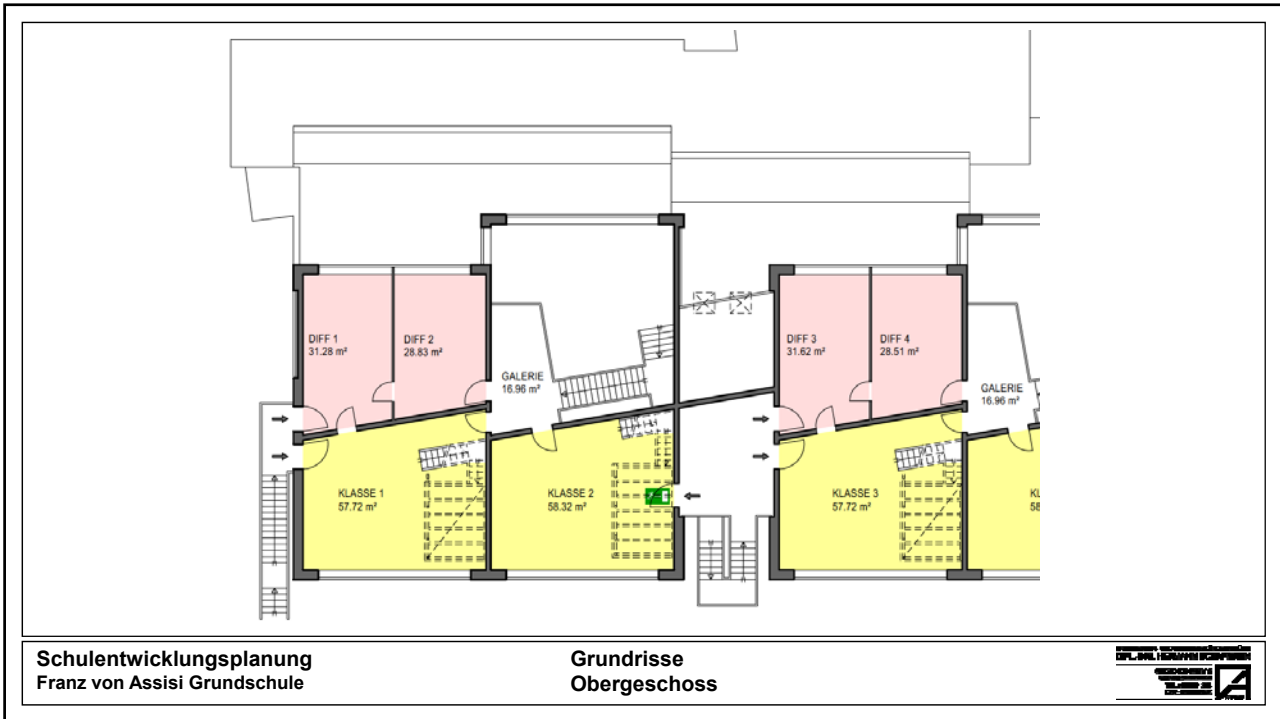 DIFF 1
31.28 m²
DIFF 2
28.83 m²
GALERIE
16.96 m²
DIFF 3
31.62 m²
DIFF 4
28.51 m²
GALERIE
16.96 m²
KLASSE 1
57.72 m²
KLASSE 2
58.32 m²
KLASSE 3
57.72 m²
KL
58
Schulentwicklungsplanung
Franz von Assisi Grundschule
Grundrisse
Obergeschoss